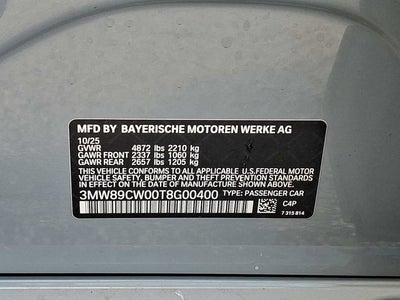 MFD BY BAYERISCHE MOTOREN WERKE AG
10/25
GVWR 4872 lbs 2210 kg
GAWR FRONT 2337 lbs 1060 kg
GAWR REAR 2657 lbs 1205 kg
THIS VEHICLE CONFORMS TO ALL APPLICABLE U.S. FEDERAL MOTOR
VEHICLE SAFETY, BUMPER, AND THEFT PREVENTION STANDARDS IN
EFFECT ON THE DATE OF MANUFACTURE SHOWN ABOVE.
3MW89CW00T8G00400 TYPE: PASSENGER CAR
C4P
7 315 814